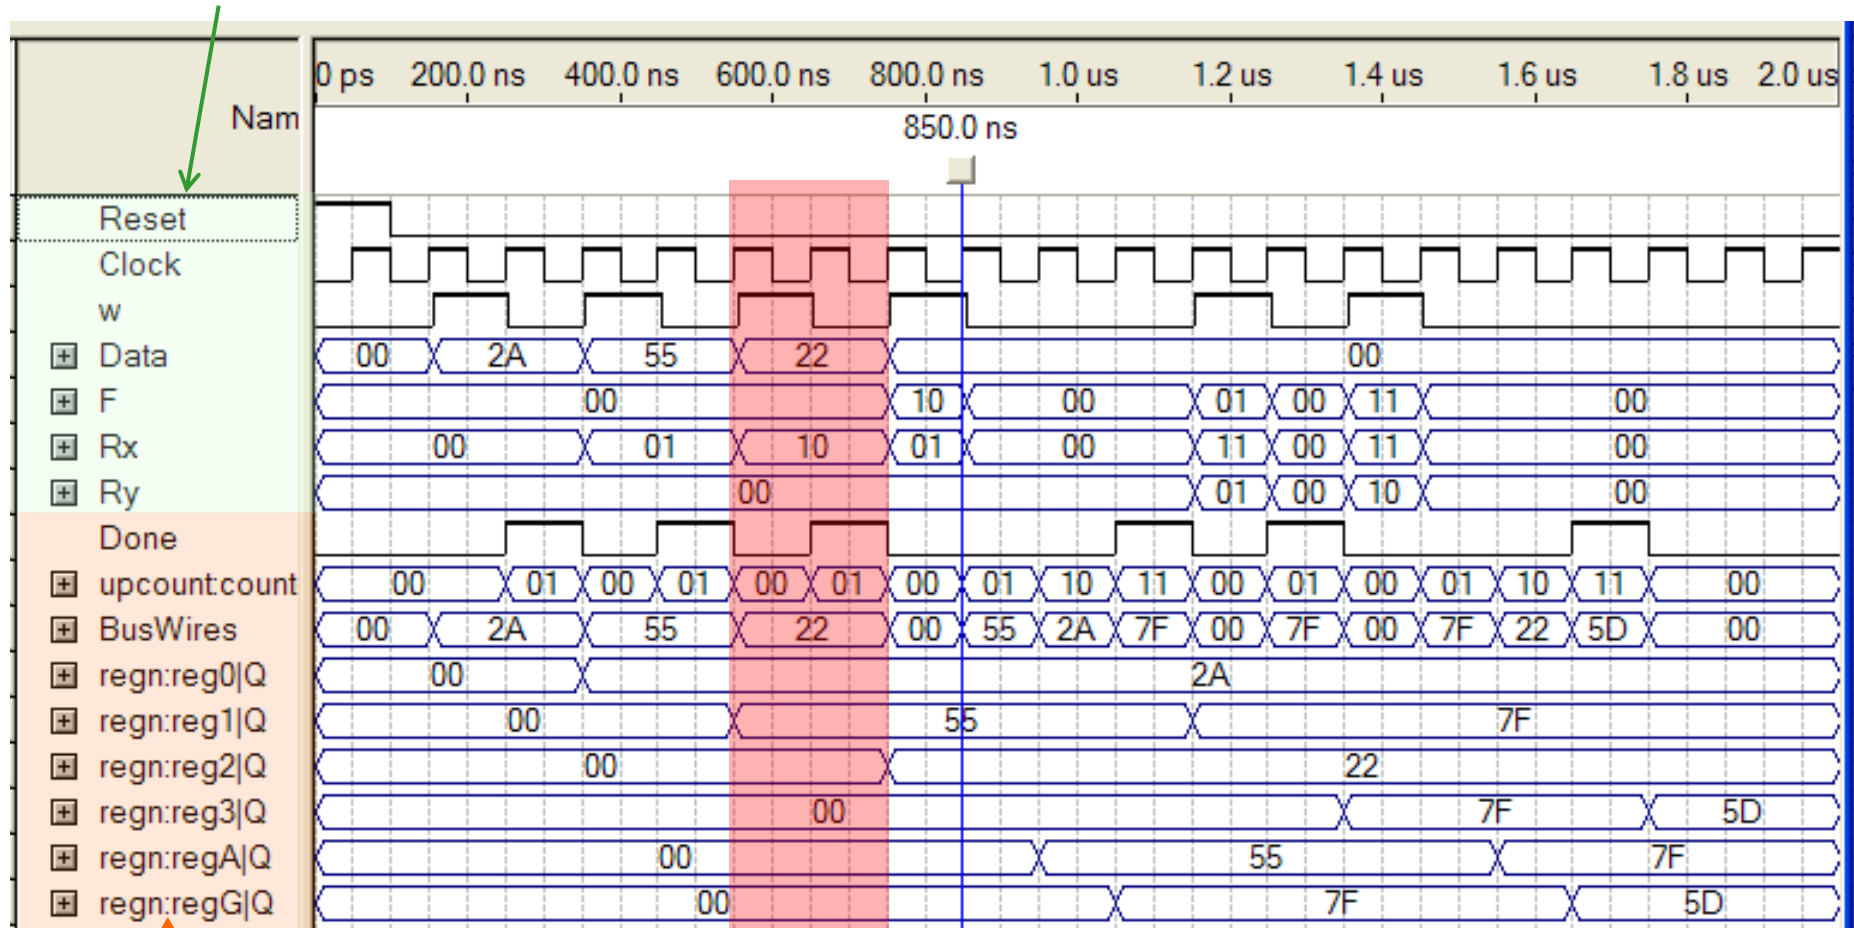 0 ps 200.0 ns 400.0 ns 600.0 ns 800.0 ns 1.0 us 1.2 us 1.4 us 1.6 us 1.8 us 2.0 us
Nam
850.0 ns
Reset
Clock
w
Data 00 2A 55 22 00
F 00 10 00 01 00 11 00
Rx 00 01 10 01 00 11 00 11 00
Ry 00 01 00 10 00
Done
upcount:count 00 01 00 01 00 01 00 01 10 11 00 01 00 01 10 11 00
BusWires 00 2A 55 22 00 55 2A 7F 00 7F 00 7F 22 5D 00
regn:reg0|Q 00 2A
regn:reg1|Q 00 55 7F
regn:reg2|Q 00 22
regn:reg3|Q 00 7F 5D
regn:regA|Q 00 55 7F
regn:regG|Q 00 7F 5D